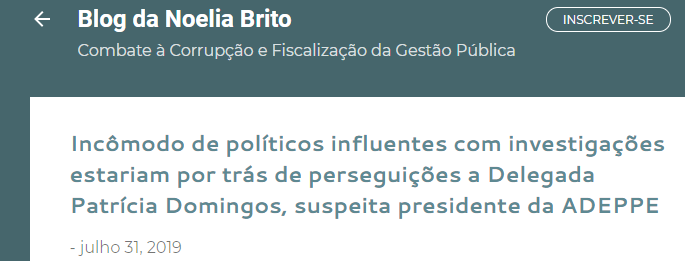 Blog da Noelia Brito
INSCREVER-SE
Combate à Corrupção e Fiscalização da Gestão Pública
Incômodo de políticos influentes com investigações
estariam por trás de perseguições a Delegada
Patrícia Domingos, suspeita presidente da ADEPPE
- julho 31, 2019